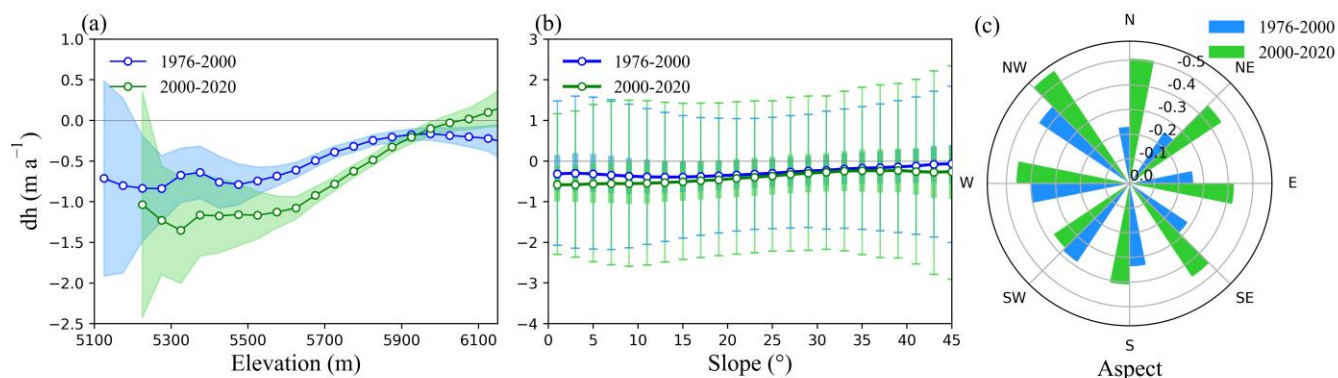 (a)
1976-2000
2000-2020
1.0
0.5
0.0
−0.5
−1.0
−1.5
−2.0
−2.5
dh (m a⁻¹)
5100 5300 5500 5700 5900 6100
Elevation (m)
(b)
1976-2000
2000-2020
3
2
1
0
−1
−2
−3
−4
0 5 10 15 20 25 30 35 40 45
Slope (°)
(c)
1976-2000
2000-2020
N
NW
NE
-0.5
-0.4
-0.3
-0.2
-0.1
0.0
W
E
SW
SE
S
Aspect